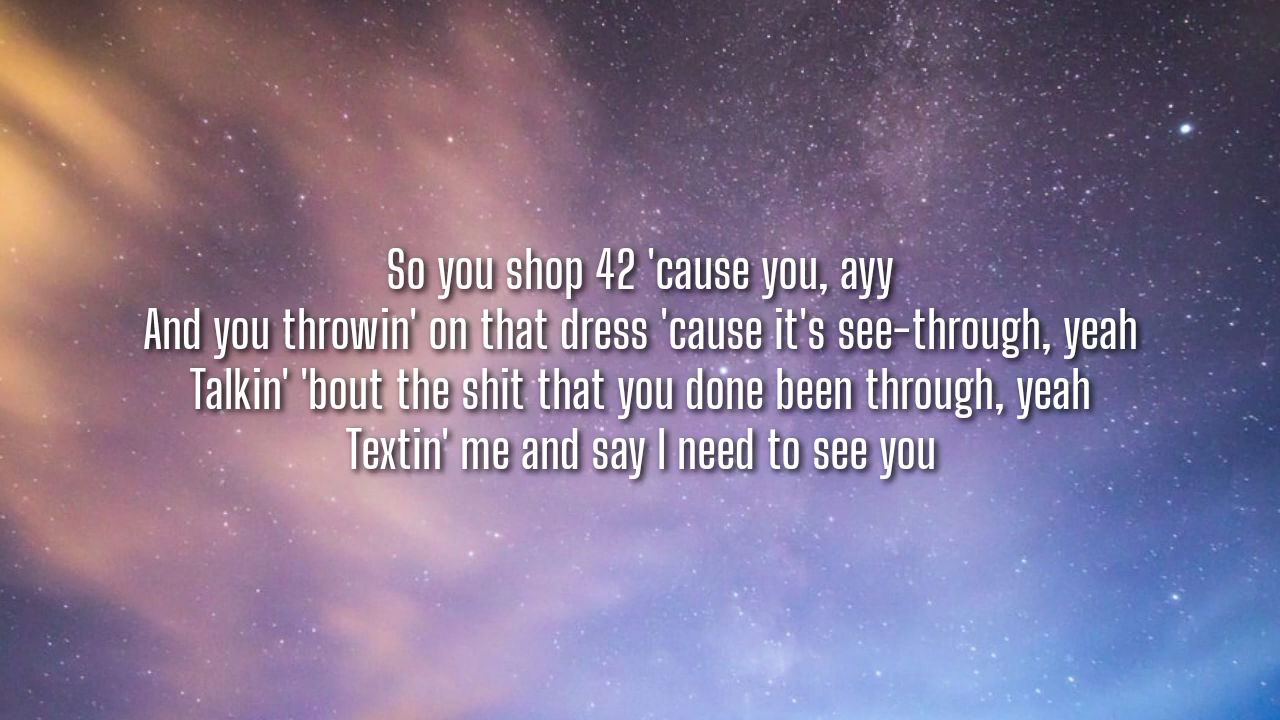 So you shop 42 'cause you, ayy
And you throwin' on that dress 'cause it's see-through, yeah
Talkin' 'bout the shit that you done been through, yeah
Textin' me and say I need to see you